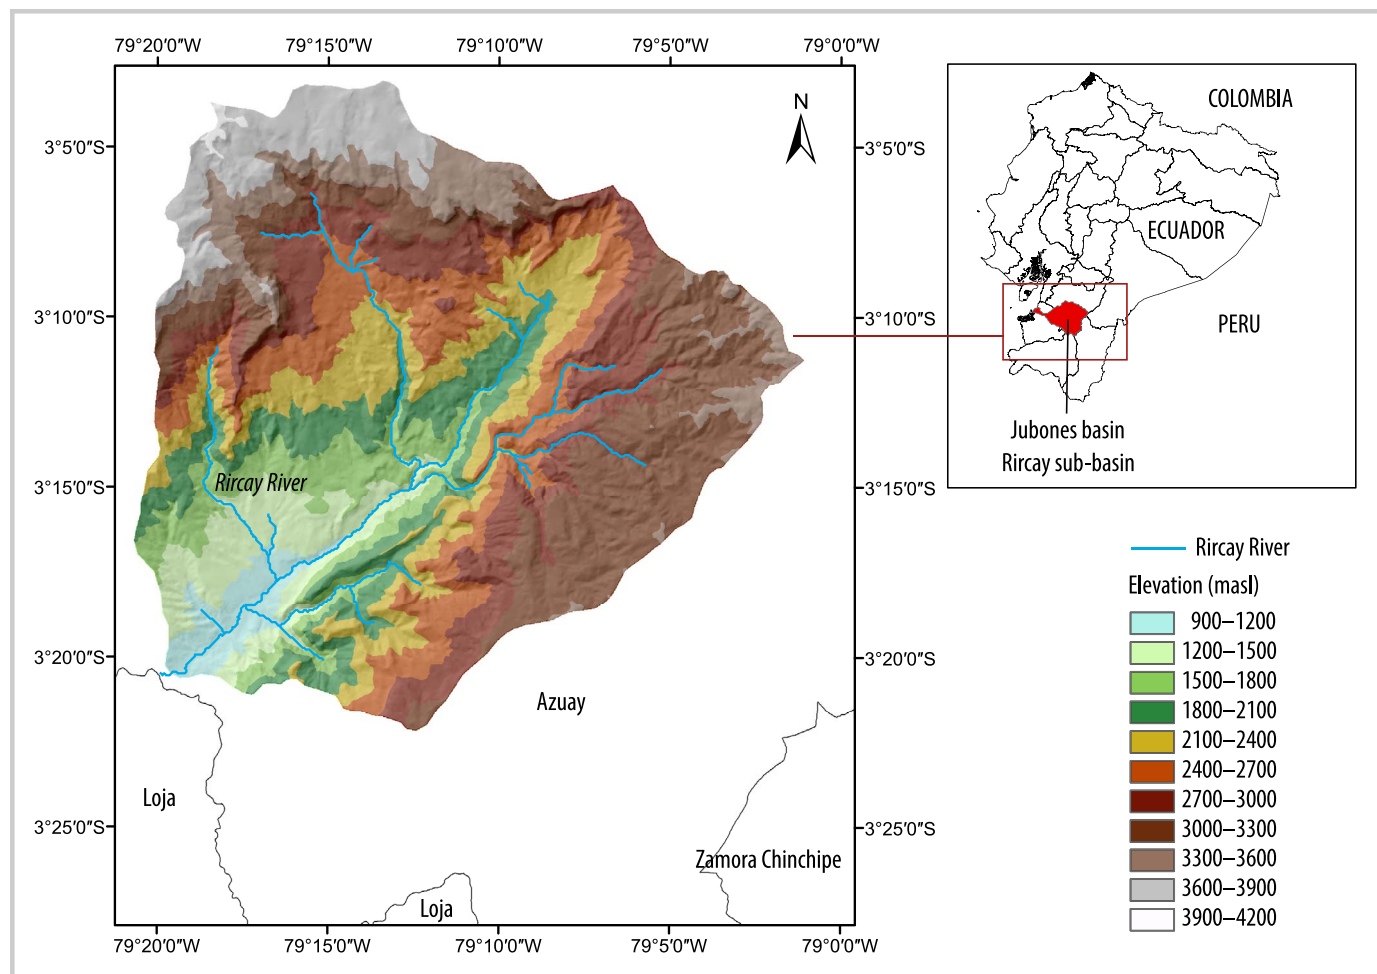 79°20′0″W 79°15′0″W 79°10′0″W 79°5′0″W 79°0′0″W
3°5′0″S
3°10′0″S
3°15′0″S
3°20′0″S
3°25′0″S
N
Rircay River
Azuay
Loja
Loja
Zamora Chinchipe
3°5′0″S
3°10′0″S
3°15′0″S
3°20′0″S
3°25′0″S
79°20′0″W 79°15′0″W 79°10′0″W 79°5′0″W 79°0′0″W
COLOMBIA
ECUADOR
PERU
Jubones basin
Rircay sub-basin
Rircay River
Elevation (masl)
900–1200
1200–1500
1500–1800
1800–2100
2100–2400
2400–2700
2700–3000
3000–3300
3300–3600
3600–3900
3900–4200